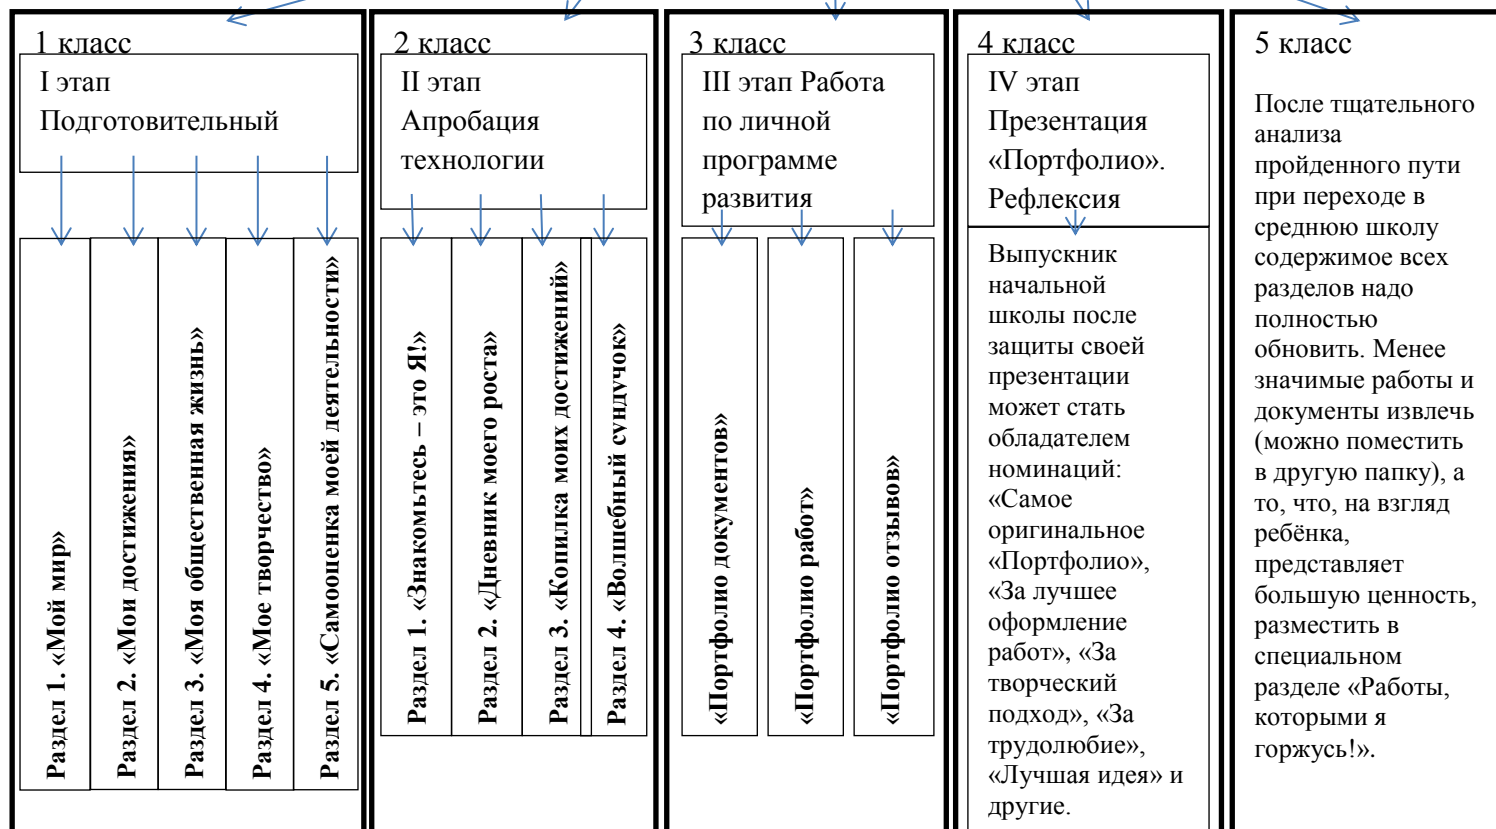 1 класс
I этап
Подготовительный
Раздел 1. «Мой мир»
Раздел 2. «Мои достижения»
Раздел 3. «Моя общественная жизнь»
Раздел 4. «Мое творчество»
Раздел 5. «Самооценка моей деятельности»
2 класс
II этап
Апробация
технологии
Раздел 1. «Знакомьтесь – это Я!»
Раздел 2. «Дневник моего роста»
Раздел 3. «Копилка моих достижений»
Раздел 4. «Волшебный сундучок»
3 класс
III этап Работа
по личной
программе
развития
«Портфолио документов»
«Портфолио работ»
«Портфолио отзывов»
4 класс
IV этап
Презентация
«Портфолио».
Рефлексия
Выпускник
начальной
школы после
защиты своей
презентации
может стать
обладателем
номинаций:
«Самое
оригинальное
«Портфолио»,
«За лучшее
оформление
работ», «За
творческий
подход», «За
трудолюбие»,
«Лучшая идея» и
другие.
5 класс
После тщательного
анализа
пройденного пути
при переходе в
среднюю школу
содержимое всех
разделов надо
полностью
обновить. Менее
значимые работы и
документы извлечь
(можно поместить
в другую папку), а
то, что, на взгляд
ребёнка,
представляет
большую ценность,
разместить в
специальном
разделе «Работы,
которыми я
горжусь!».